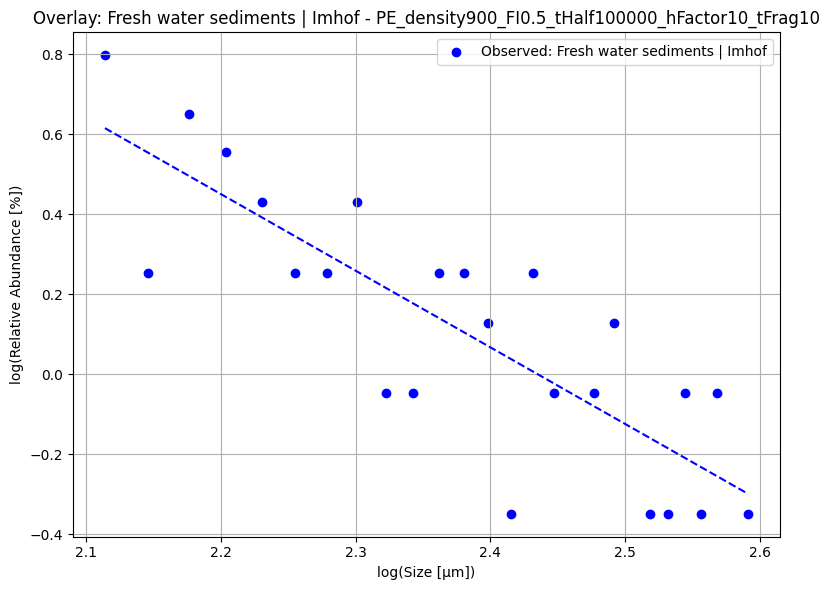 Overlay: Fresh water sediments | Imhof - PE_density900_FI0.5_tHalf100000_hFactor10_tFrag10
Observed: Fresh water sediments | Imhof
log(Relative Abundance [%])
0.8
0.6
0.4
0.2
0.0
−0.2
−0.4
2.1 2.2 2.3 2.4 2.5 2.6
log(Size [µm])